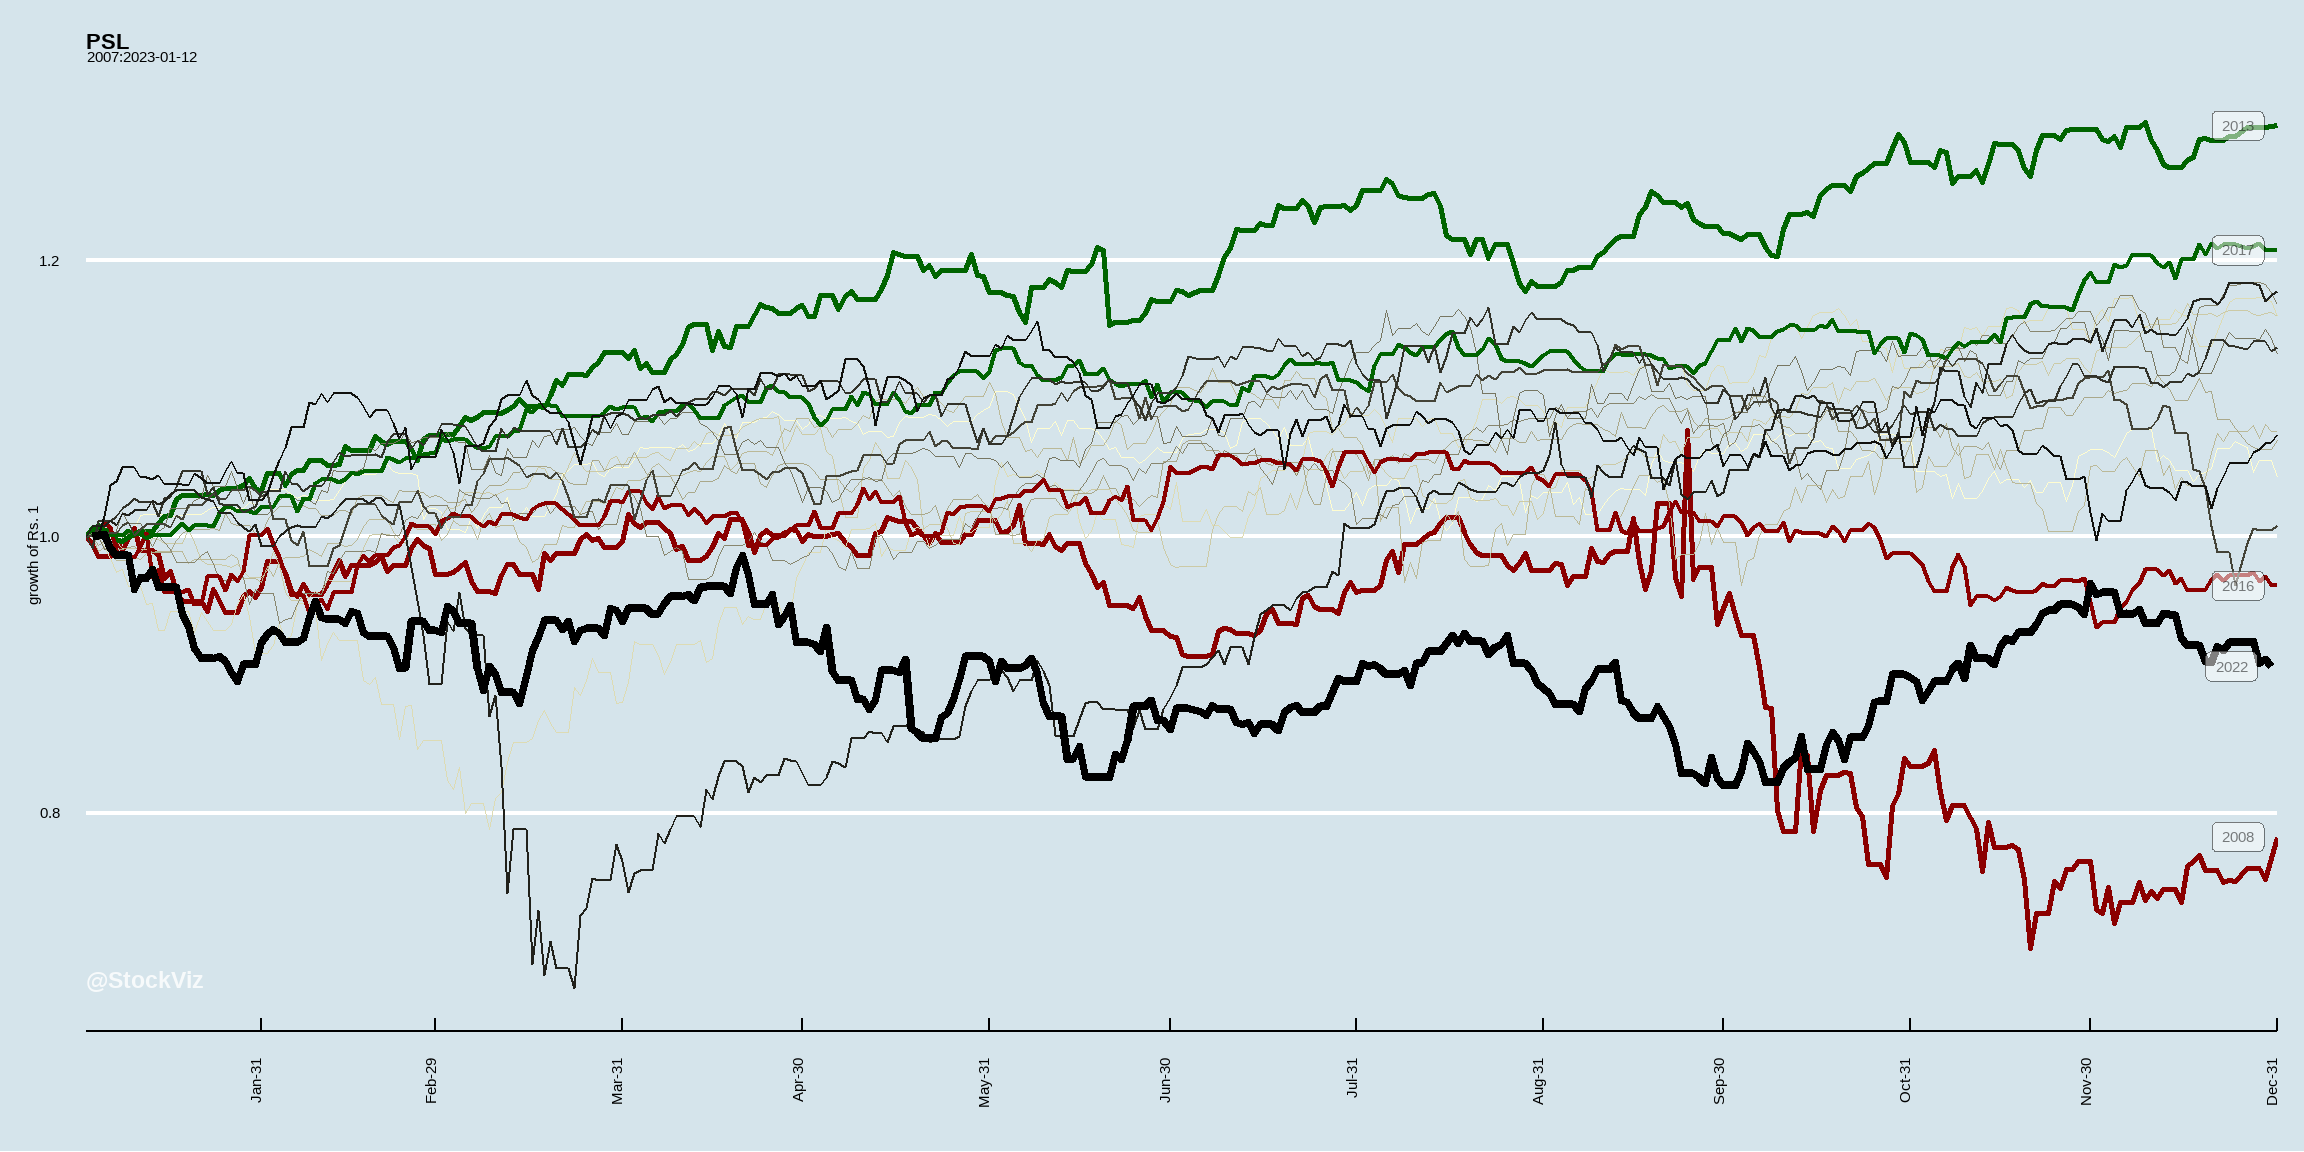 PSL
2007:2023-01-12
2013
1.2
2017
growth of Rs. 1
1.0
2016
2022
0.8
2008
@StockViz
Jan-31
Feb-29
Mar-31
Apr-30
May-31
Jun-30
Jul-31
Aug-31
Sep-30
Oct-31
Nov-30
Dec-31